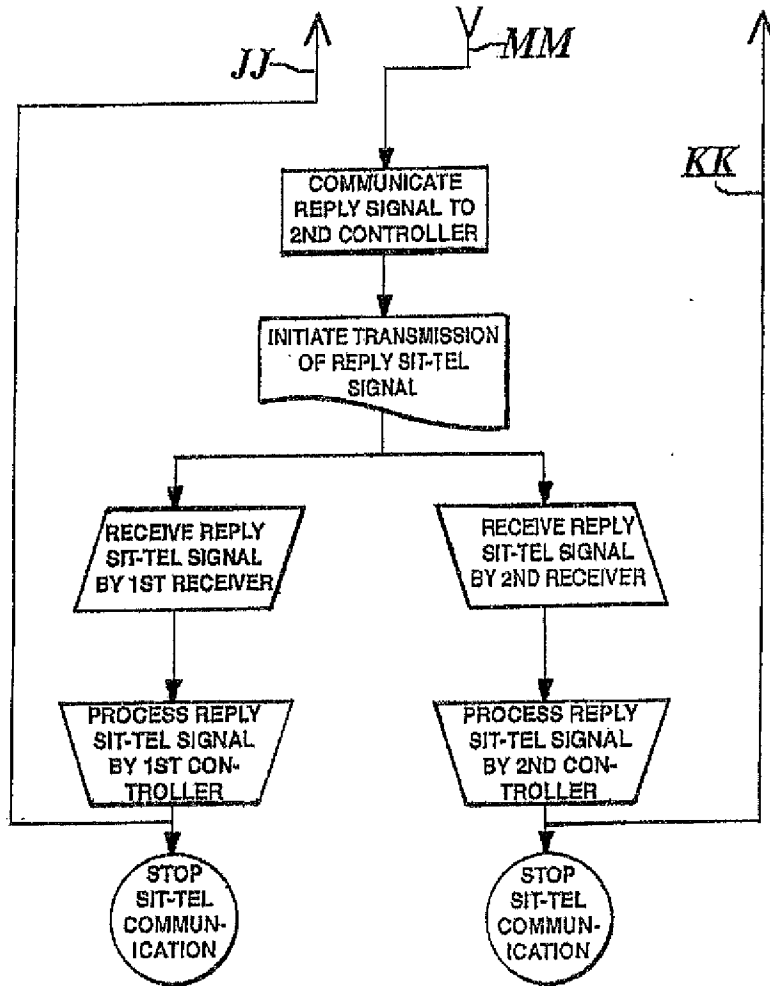 JJ
MM
KK
COMMUNICATE
REPLY SIGNAL TO
2ND CONTROLLER
INITIATE TRANSMISSION
OF REPLY SIT-TEL
SIGNAL
RECEIVE REPLY
SIT-TEL SIGNAL
BY 1ST RECEIVER
RECEIVE REPLY
SIT-TEL SIGNAL
BY 2ND RECEIVER
PROCESS REPLY
SIT-TEL SIGNAL
BY 1ST CON-
TROLLER
PROCESS REPLY
SIT-TEL SIGNAL
BY 2ND CON-
TROLLER
STOP
SIT-TEL
COMMUN-
ICATION
STOP
SIT-TEL
COMMUN-
ICATION